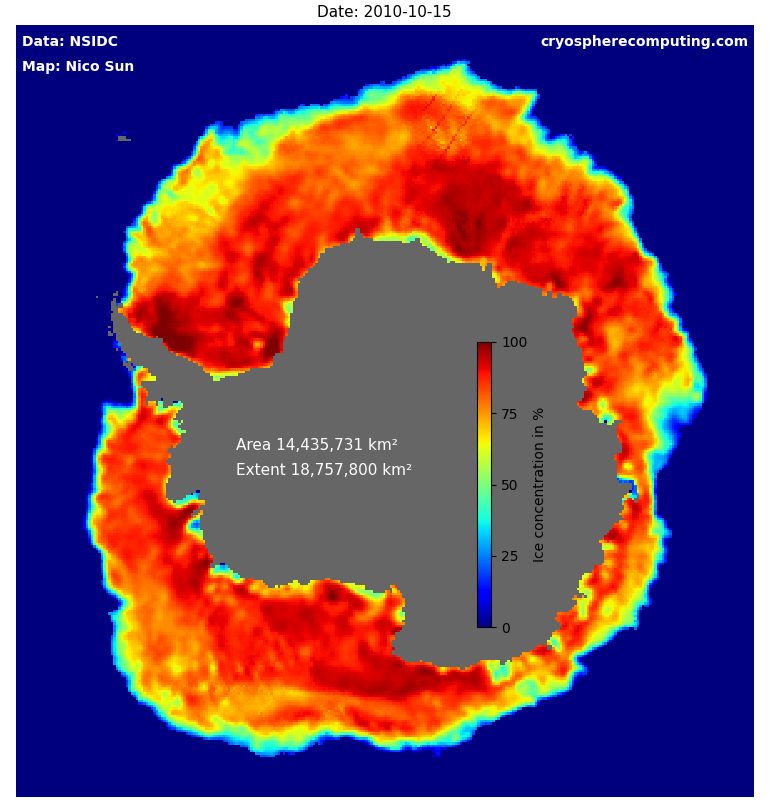 Date: 2010-10-15
Data: NSIDC
cryospherecomputing.com
Map: Nico Sun
Area 14,435,731 km²
Extent 18,757,800 km²
100
75
50
25
0
Ice concentration in %